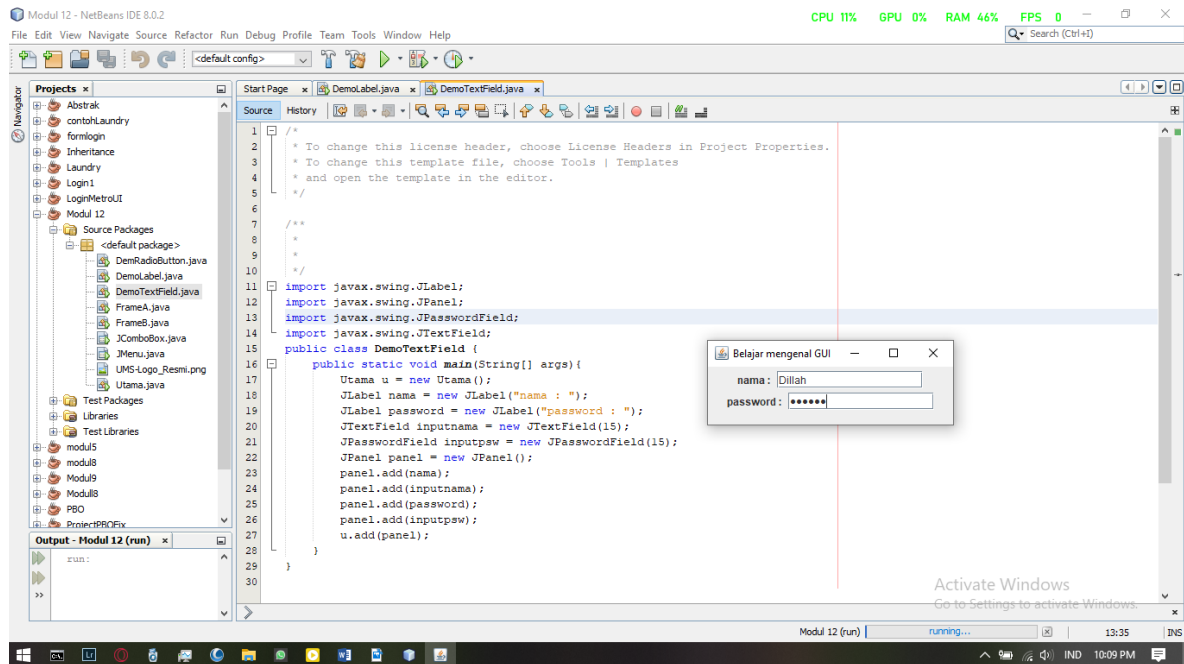 Modul 12 - NetBeans IDE 8.0.2
CPU 11% GPU 0% RAM 46% FPS 0
File Edit View Navigate Source Refactor Run Debug Profile Team Tools Window Help
Search (Ctrl+I)
<default config>
Navigator
Projects
Abstrak
contohLaundry
formlogin
Inheritance
Laundry
Login1
LoginMetroUI
Modul 12
Source Packages
<default package>
DemRadioButton.java
DemoLabel.java
DemoTextField.java
FrameA.java
FrameB.java
JComboBox.java
JMenu.java
UMS-Logo_Resmi.png
Utama.java
Test Packages
Libraries
Test Libraries
modul5
modul8
Modul9
Modull8
PBO
ProjectPBOFix
Output - Modul 12 (run)
run:
Start Page DemoLabel.java DemoTextField.java
Source History
1 /*
2 * To change this license header, choose License Headers in Project Properties.
3 * To change this template file, choose Tools | Templates
4 * and open the template in the editor.
5 */
6
7 /**
8 *
9 *
10 */
11 import javax.swing.JLabel;
12 import javax.swing.JPanel;
13 import javax.swing.JPasswordField;
14 import javax.swing.JTextField;
15 public class DemoTextField {
16 public static void main(String[] args){
17 Utama u = new Utama();
18 JLabel nama = new JLabel("nama : ");
19 JLabel password = new JLabel("password : ");
20 JTextField inputnama = new JTextField(15);
21 JPasswordField inputpsw = new JPasswordField(15);
22 JPanel panel = new JPanel();
23 panel.add(nama);
24 panel.add(inputnama);
25 panel.add(password);
26 panel.add(inputpsw);
27 u.add(panel);
28 }
29 }
30
Belajar mengenal GUI
nama : Dillah
password : ••••••
Activate Windows
Go to Settings to activate Windows.
Modul 12 (run) running... 13:35 INS
IND 10:09 PM